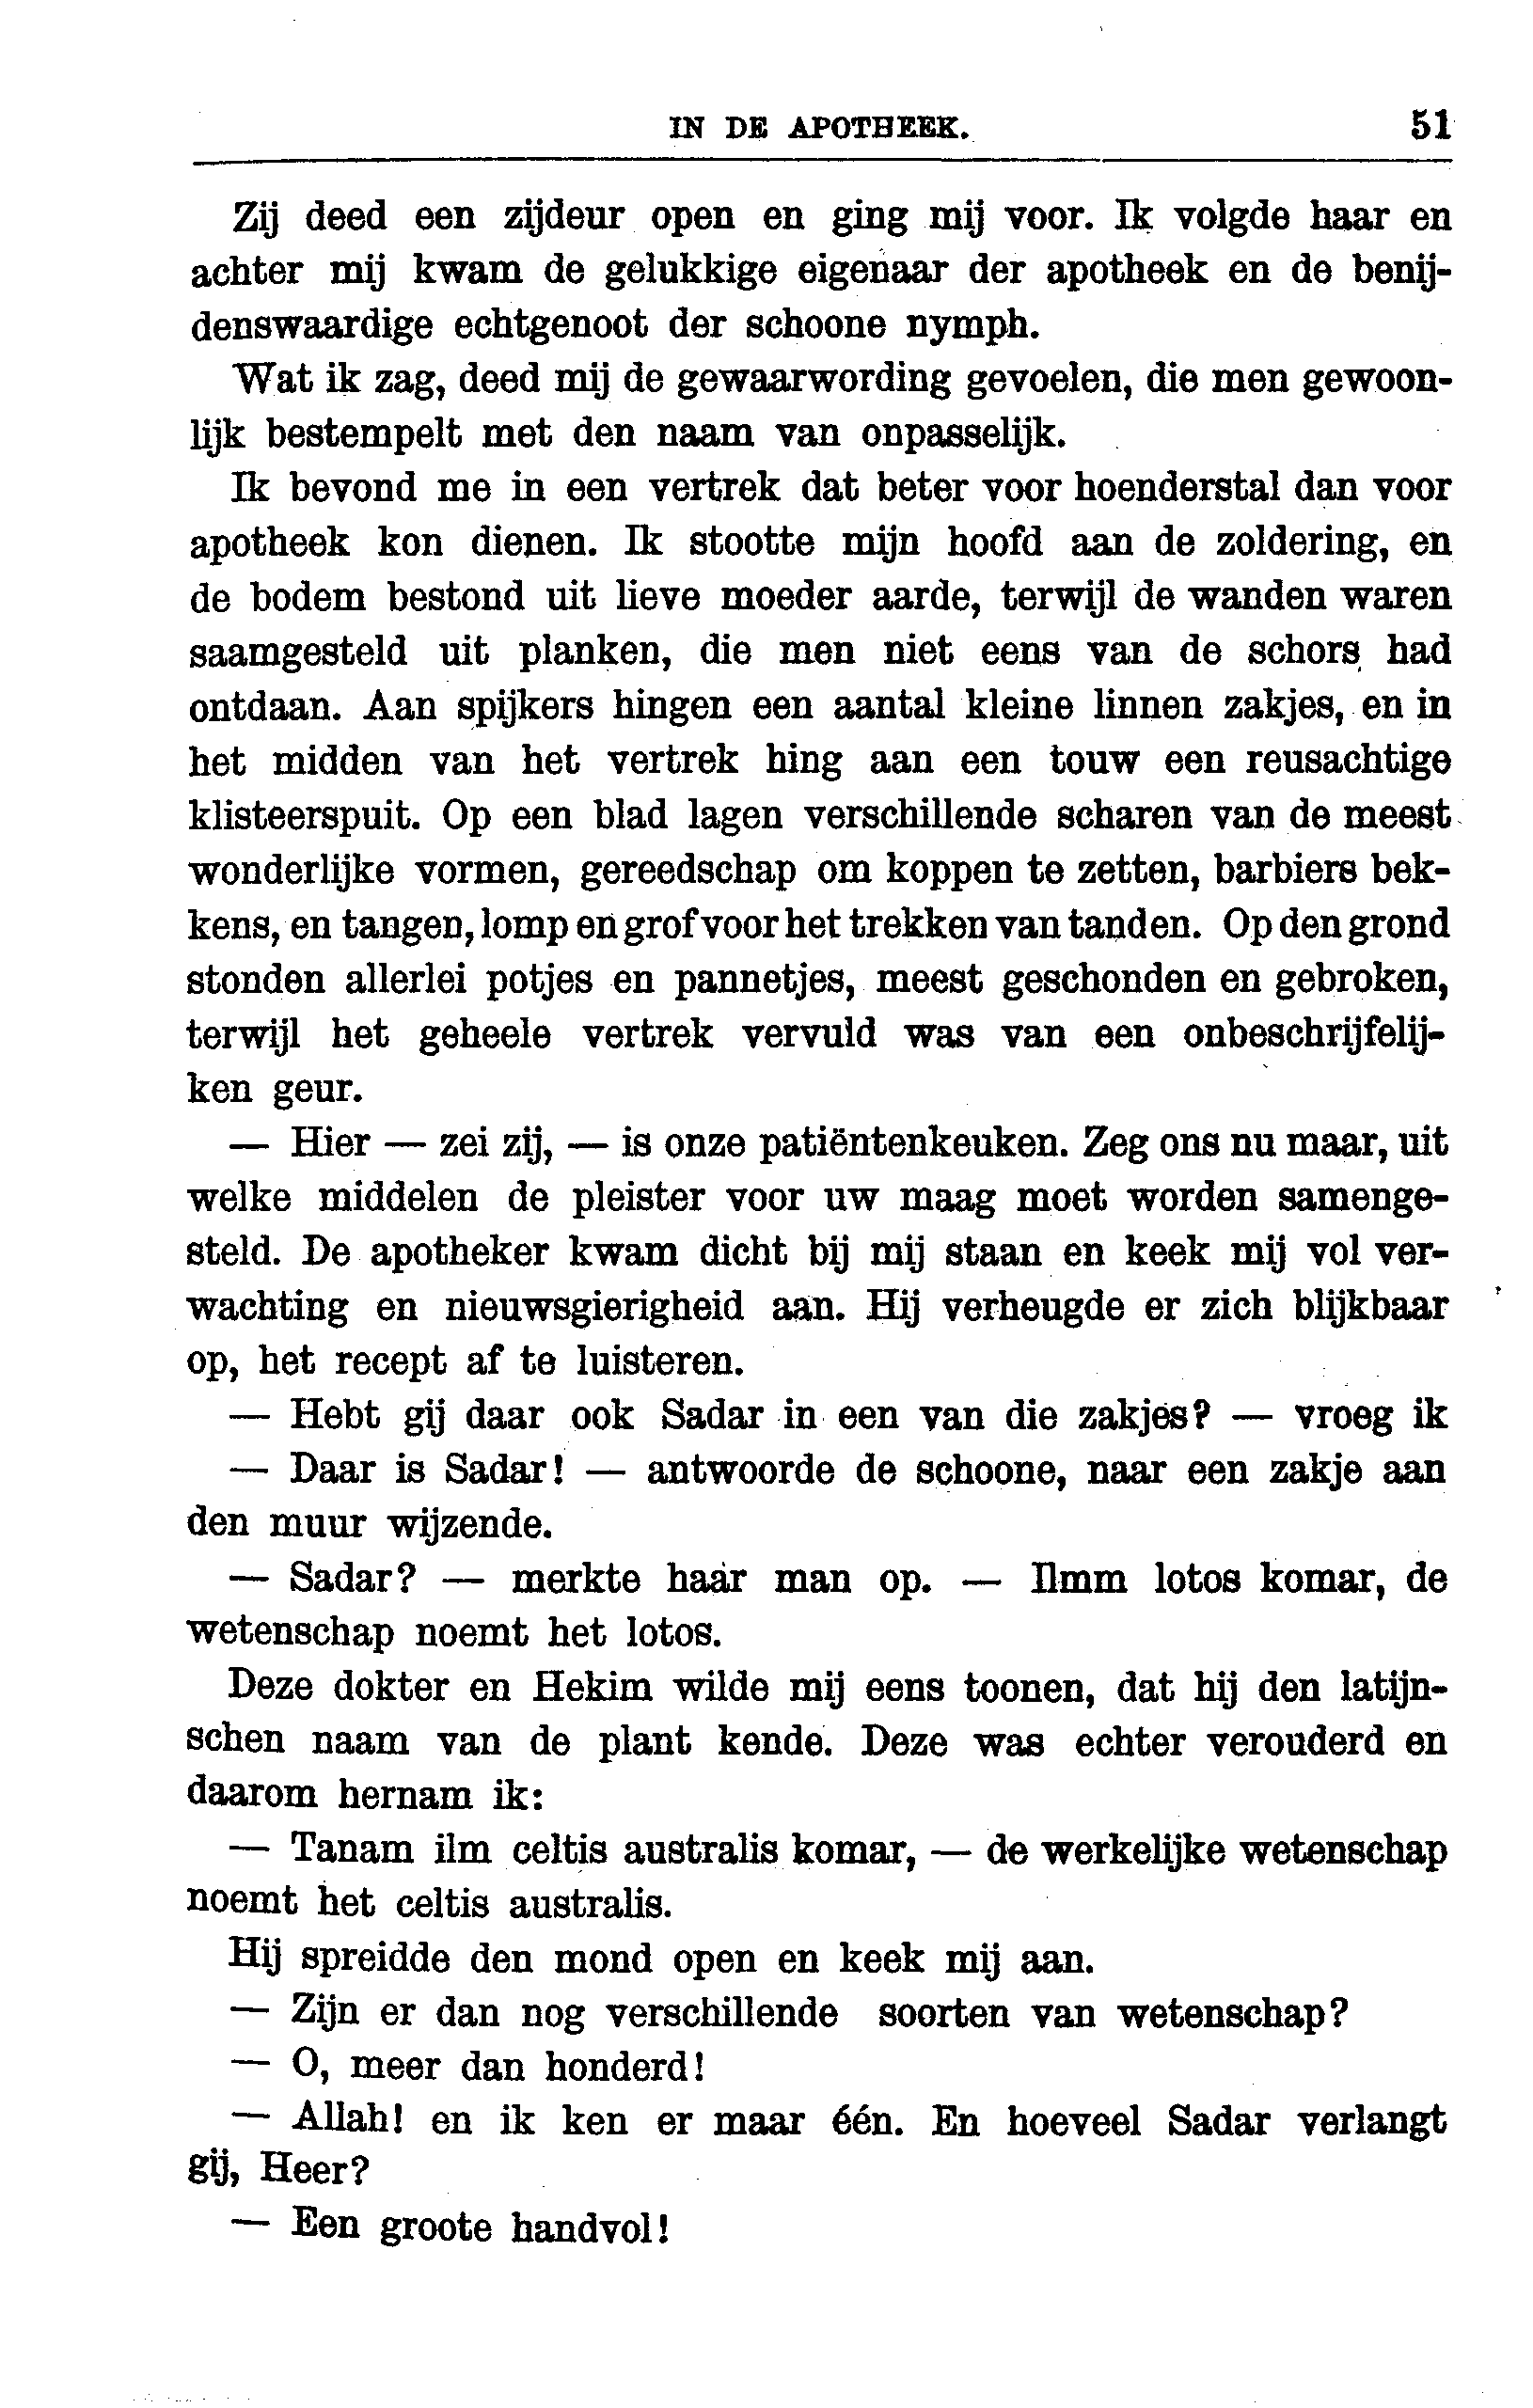 IN DE APOTHEEK. 51
Zij deed een zijdeur open en ging mij voor. Ik volgde haar en
achter mij kwam de gelukkige eigenaar der apotheek en de benij-
denswaardige echtgenoot der schoone nymph.
Wat ik zag, deed mij de gewaarwording gevoelen, die men gewoon-
lijk bestempelt met den naam van onpasselijk.
Ik bevond me in een vertrek dat beter voor hoenderstal dan voor
apotheek kon dienen. Ik stootte mijn hoofd aan de zoldering, en
de bodem bestond uit lieve moeder aarde, terwijl de wanden waren
saamgesteld uit planken, die men niet eens van de schors had
ontdaan. Aan spijkers hingen een aantal kleine linnen zakjes, en in
het midden van het vertrek hing aan een touw een reusachtige
klisteerspuit. Op een blad lagen verschillende scharen van de meest
wonderlijke vormen, gereedschap om koppen te zetten, barbiers bek-
kens, en tangen, lomp en grof voor het trekken van tanden. Op den grond
stonden allerlei potjes en pannetjes, meest geschonden en gebroken,
terwijl het geheele vertrek vervuld was van een onbeschrijfelij-
ken geur.
— Hier — zei zij, — is onze patiëntenkeuken. Zeg ons nu maar, uit
welke middelen de pleister voor uw maag moet worden samenge-
steld. De apotheker kwam dicht bij mij staan en keek mij vol ver-
wachting en nieuwsgierigheid aan. Hij verheugde er zich blijkbaar
op, het recept af te luisteren.
— Hebt gij daar ook Sadar in een van die zakjes? — vroeg ik
— Daar is Sadar! — antwoorde de schoone, naar een zakje aan
den muur wijzende.
— Sadar? — merkte haar man op. — Ilmm lotos komar, de
wetenschap noemt het lotos.
Deze dokter en Hekim wilde mij eens toonen, dat hij den latijn-
schen naam van de plant kende. Deze was echter verouderd en
daarom hernam ik:
— Tanam ilm celtis australis komar, — de werkelijke wetenschap
noemt het celtis australis.
Hij spreidde den mond open en keek mij aan.
— Zijn er dan nog verschillende soorten van wetenschap?
— O, meer dan honderd!
— Allah! en ik ken er maar één. En hoeveel Sadar verlangt
gij, Heer?
— Een groote handvol!